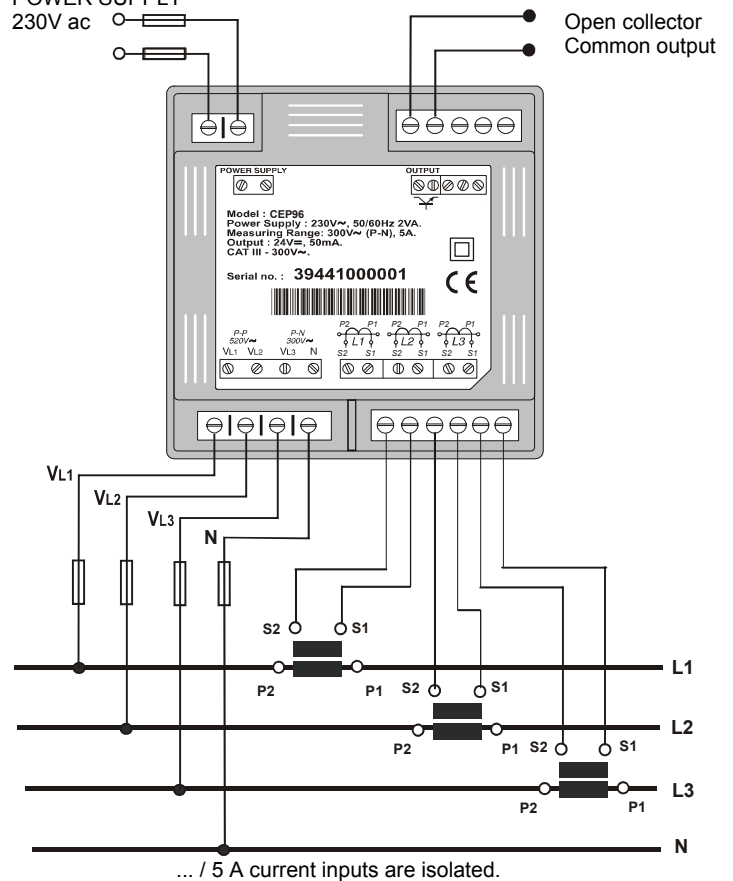 POWER SUPPLY
230V ac
Open collector
Common output
POWER SUPPLY
OUTPUT
Model : CEP96
Power Supply : 230V~, 50/60Hz 2VA.
Measuring Range: 300V~ (P-N), 5A.
Output : 24V⎓, 50mA.
CAT III - 300V~.
Serial no. : 39441000001
CE
P-P
520V~
P-N
300V~
VL1 VL2 VL3 N
P2 P1 P2 P1 P2 P1
L1 L2 L3
S2 S1 S2 S1 S2 S1
VL1
VL2
VL3
N
S2 S1
P2 P1
L1
S2 S1
P2 P1
L2
S2 S1
P2 P1
L3
N
... / 5 A current inputs are isolated.